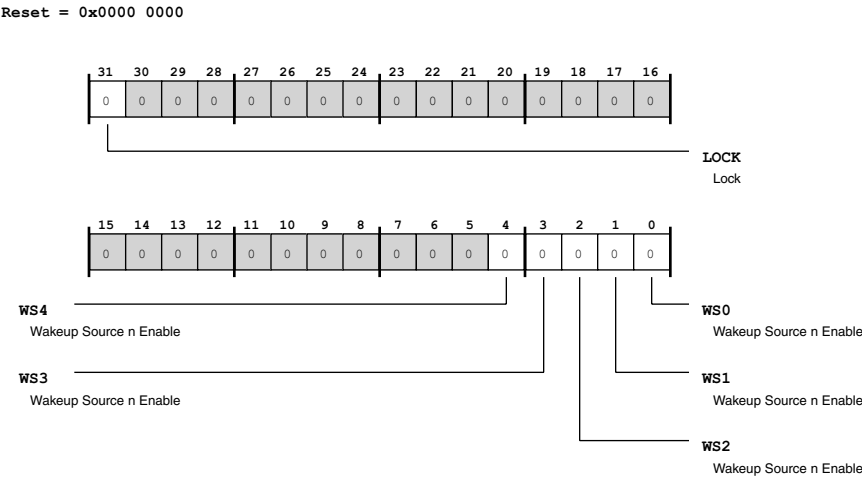 Reset = 0x0000 0000
31 30 29 28 27 26 25 24 23 22 21 20 19 18 17 16
0 0 0 0 0 0 0 0 0 0 0 0 0 0 0 0
LOCK
Lock
15 14 13 12 11 10 9 8 7 6 5 4 3 2 1 0
0 0 0 0 0 0 0 0 0 0 0 0 0 0 0 0
WS4
Wakeup Source n Enable
WS0
Wakeup Source n Enable
WS3
Wakeup Source n Enable
WS1
Wakeup Source n Enable
WS2
Wakeup Source n Enable